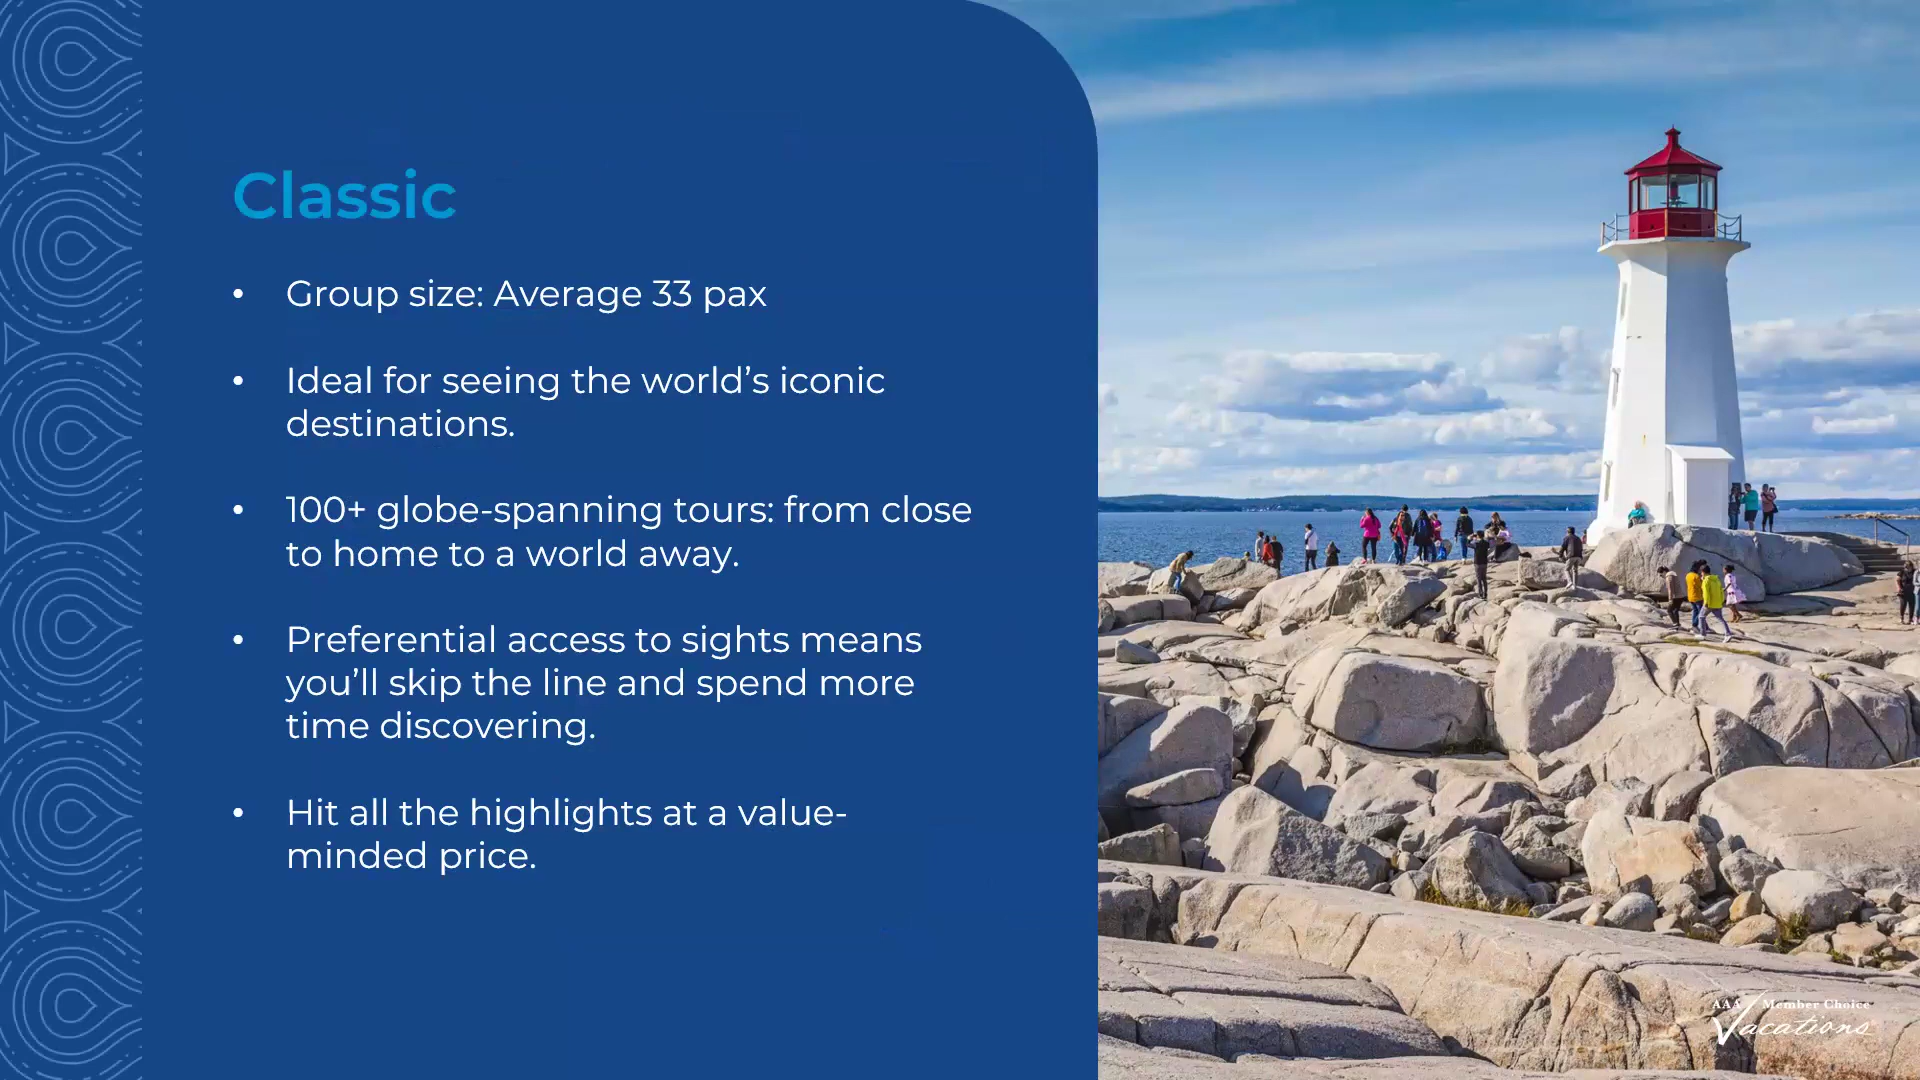 Classic
• Group size: Average 33 pax
• Ideal for seeing the world’s iconic
destinations.
• 100+ globe-spanning tours: from close
to home to a world away.
• Preferential access to sights means
you’ll skip the line and spend more
time discovering.
• Hit all the highlights at a value-
minded price.
AAA Member Choice
Vacations